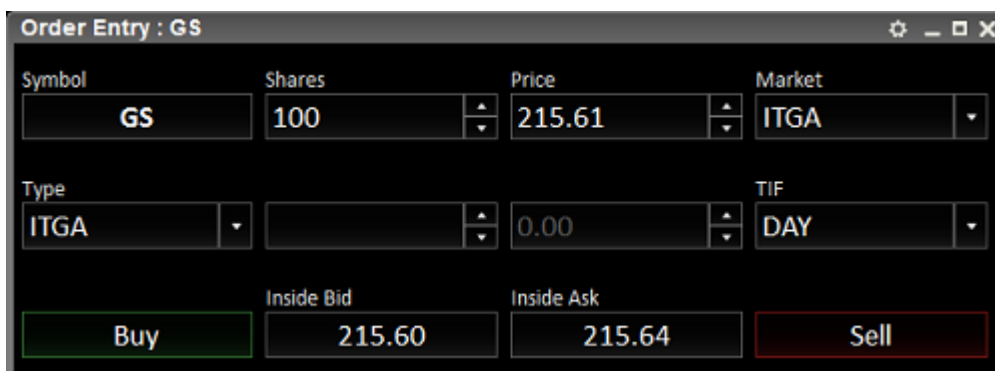 Order Entry : GS
Symbol Shares Price Market
GS 100 215.61 ITGA
Type TIF
ITGA 0.00 DAY
Inside Bid Inside Ask
Buy 215.60 215.64 Sell